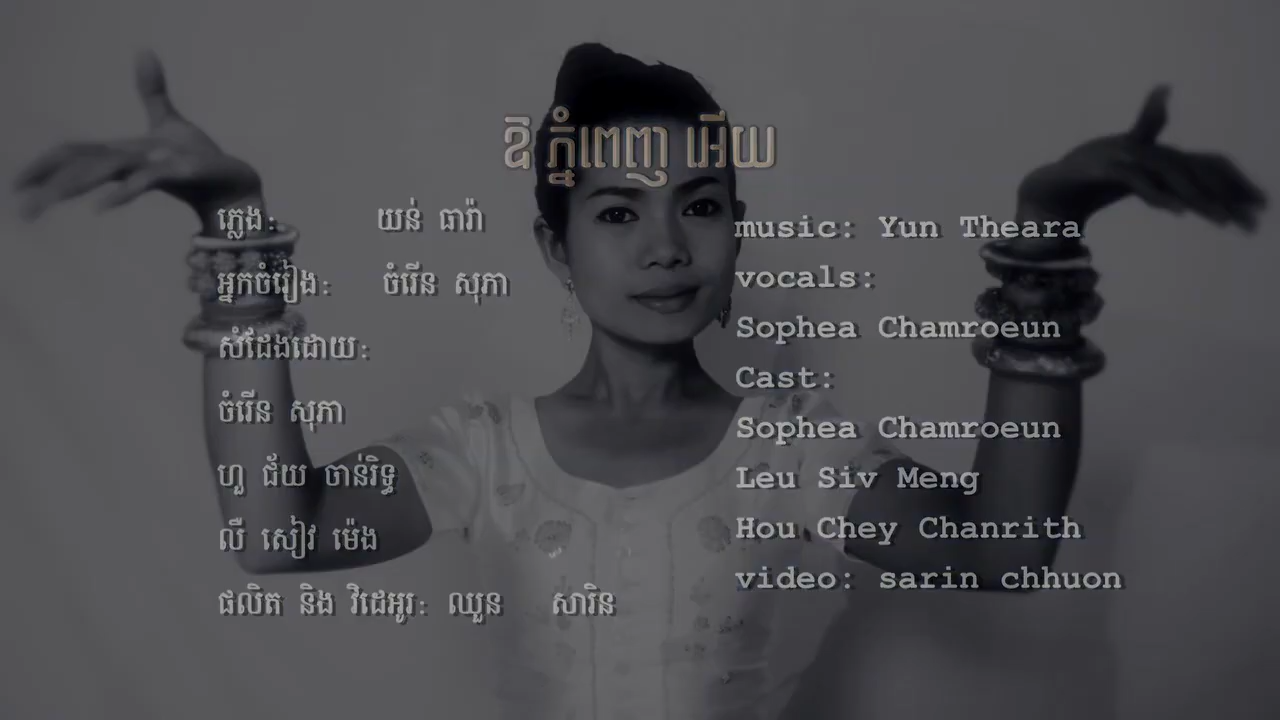 ឱ ភ្នំពេញ អើយ
ភ្លេង: យន់ ធារ៉ា
អ្នកចំរៀង: ចំរើន សុភា
សំដែងដោយ:
ចំរើន សុភា
ហួ ជ័យ ចាន់រិទ្ធ
លឺ សៀវ ម៉េង
ផលិត និង វិដេអូរ: ឈួន សារិន
music: Yun Theara
vocals:
Sophea Chamroeun
Cast:
Sophea Chamroeun
Leu Siv Meng
Hou Chey Chanrith
video: sarin chhuon